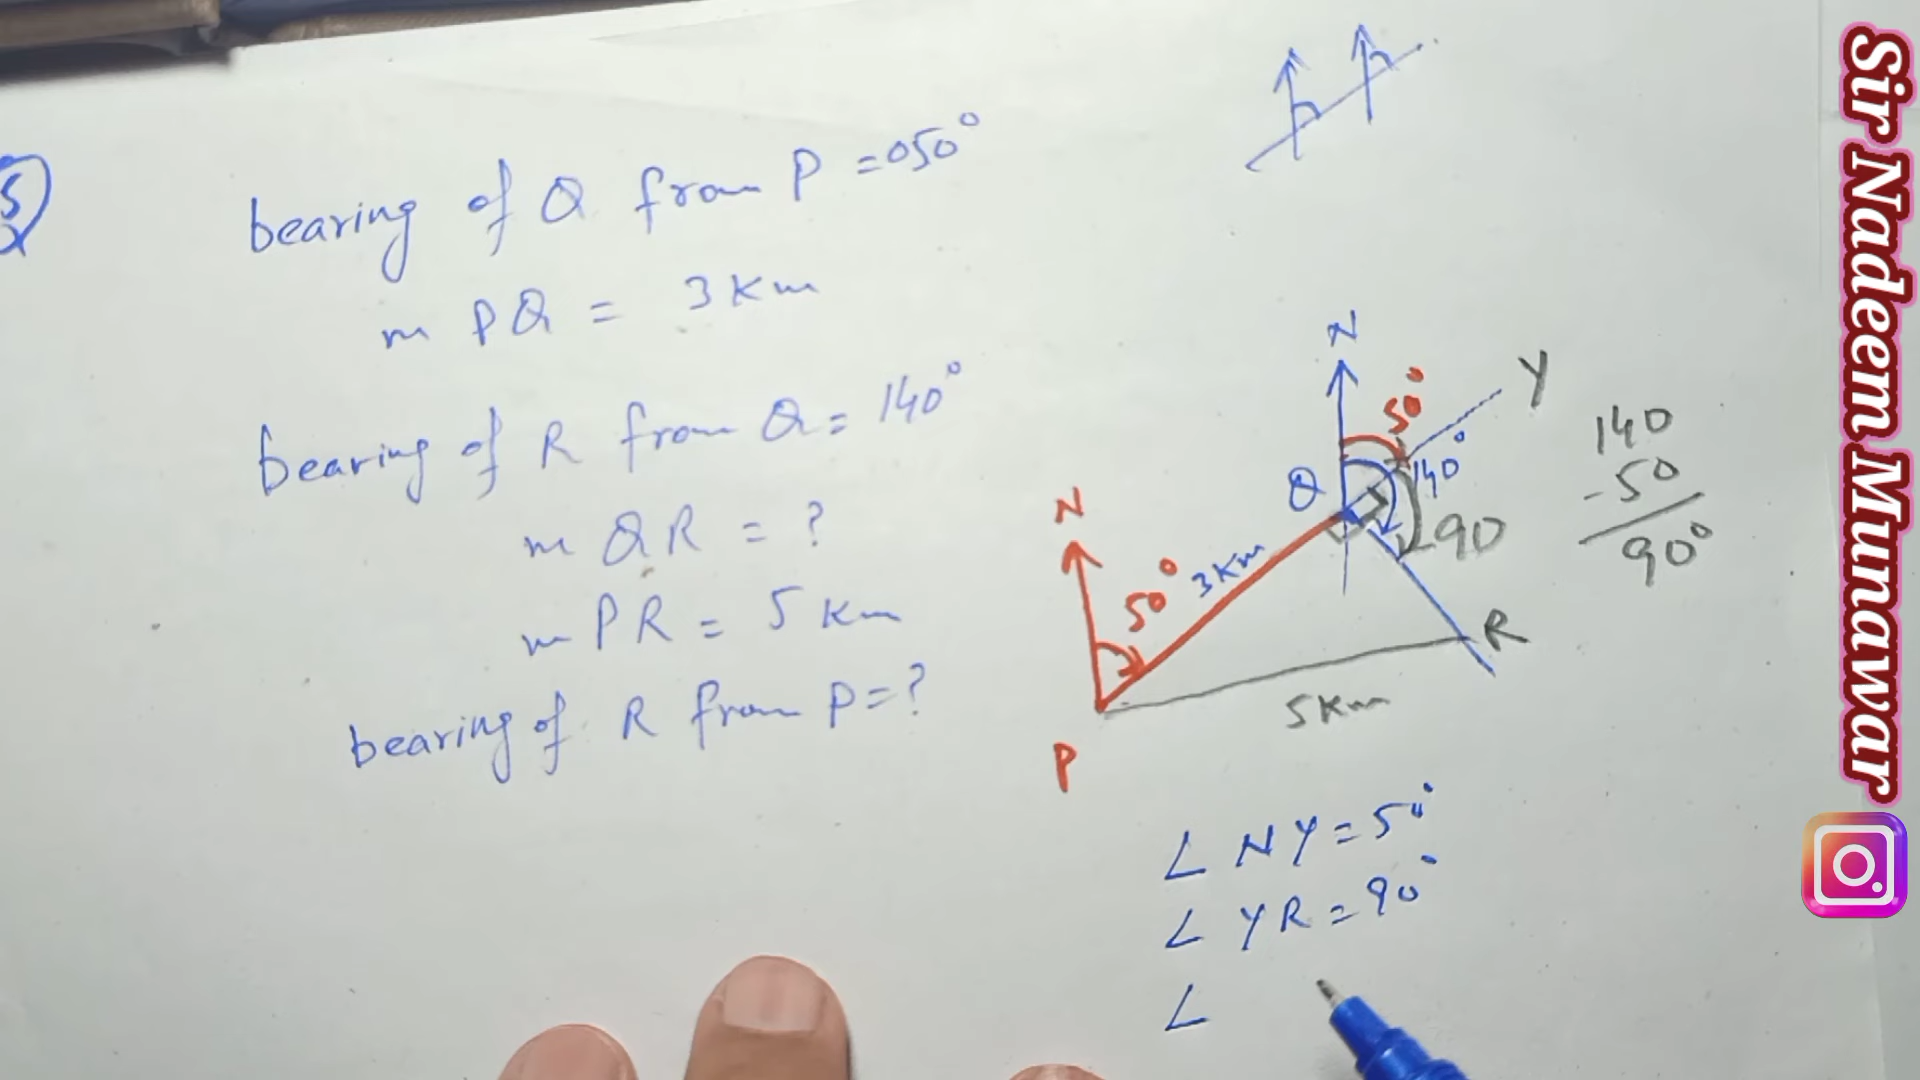 5
bearing of Q from P = 050°
m PQ = 3 Km
bearing of R from Q = 140°
m QR = ?
m PR = 5 Km
bearing of R from P = ?
N
50°
Y
Q
140°
90
N
50°
3 Km
R
5 Km
P
140
- 50
90°
∠ NY = 50°
∠ YR = 90°
∠
Sir Nadeem Munawar